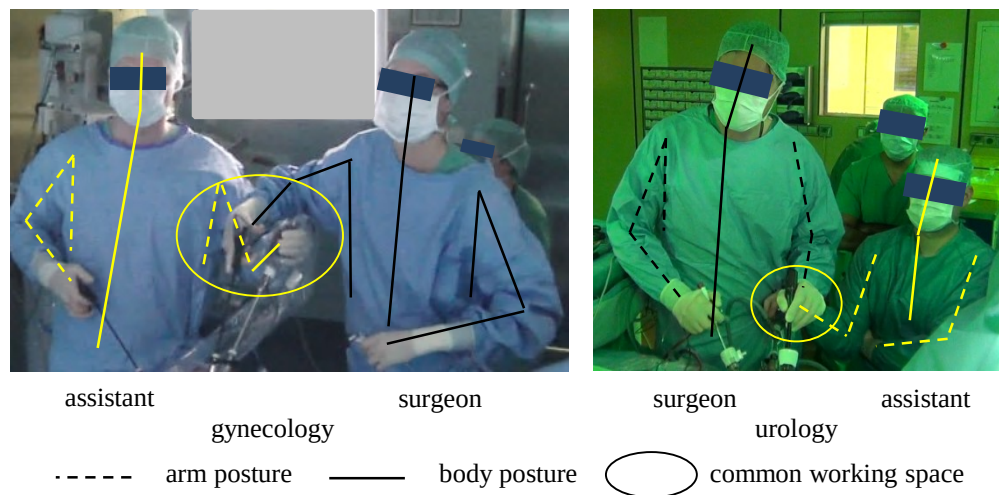 assistant surgeon surgeon assistant
gynecology urology
arm posture body posture common working space